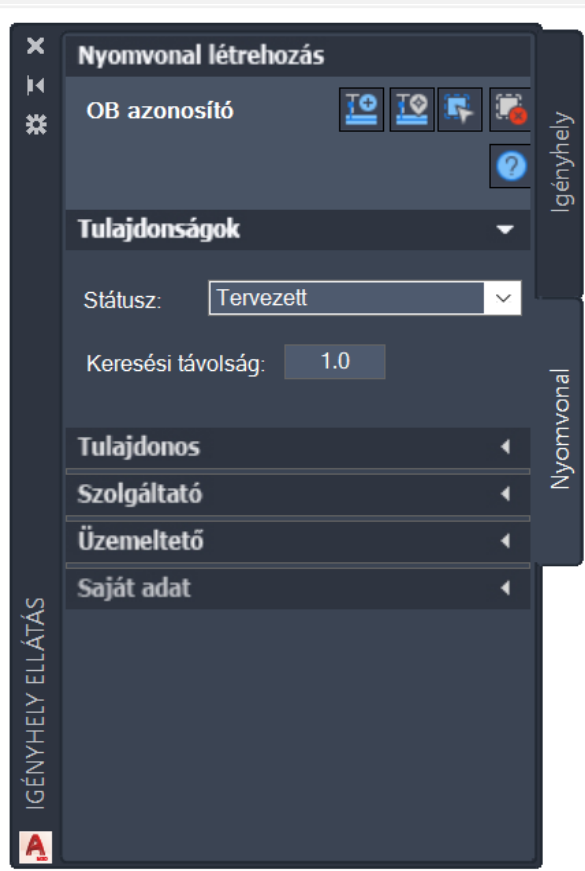 Nyomvonal létrehozás
OB azonosító
Tulajdonságok
Státusz: Tervezett
Keresési távolság: 1.0
Tulajdonos
Szolgáltató
Üzemeltető
Saját adat
Igényhely
Nyomvonal
IGÉNYHELY ELLÁTÁS